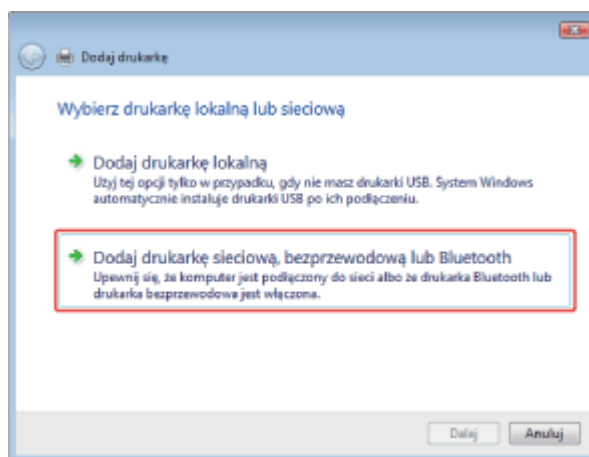 Dodaj drukarkę
Wybierz drukarkę lokalną lub sieciową
Dodaj drukarkę lokalną
Użyj tej opcji tylko w przypadku, gdy nie masz drukarki USB. System Windows
automatycznie instaluje drukarki USB po ich podłączeniu.
Dodaj drukarkę sieciową, bezprzewodową lub Bluetooth
Upewnij się, że komputer jest podłączony do sieci albo że drukarka Bluetooth lub
drukarka bezprzewodowa jest włączona.
Dalej Anuluj